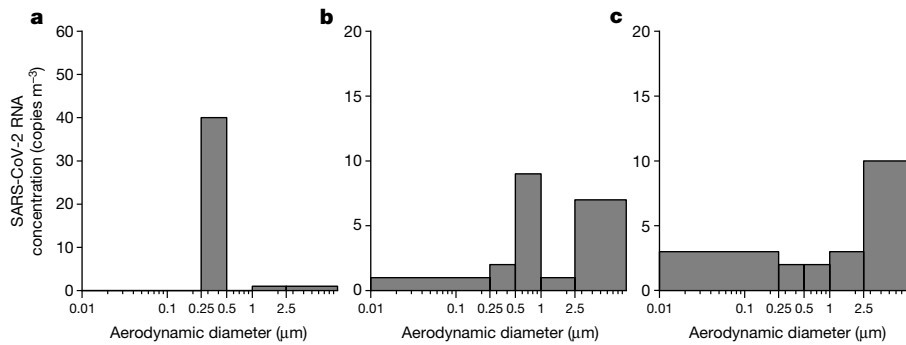 a
b
c
SARS-CoV-2 RNA
concentration (copies m⁻³)
60
50
40
30
20
10
0
0.01 0.1 0.25 0.5 1 2.5
Aerodynamic diameter (μm)
20
15
10
5
0
0.01 0.1 0.25 0.5 1 2.5
Aerodynamic diameter (μm)
20
15
10
5
0
0.01 0.1 0.25 0.5 1 2.5
Aerodynamic diameter (μm)